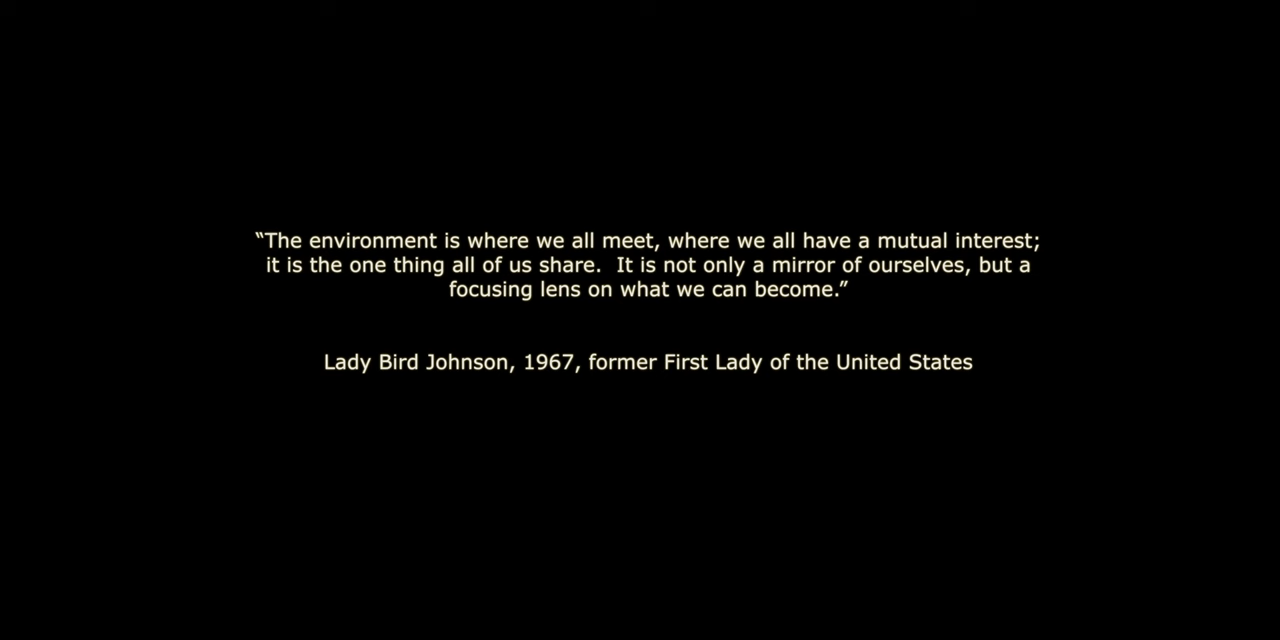 “The environment is where we all meet, where we all have a mutual interest;
it is the one thing all of us share.  It is not only a mirror of ourselves, but a
focusing lens on what we can become.”
Lady Bird Johnson, 1967, former First Lady of the United States